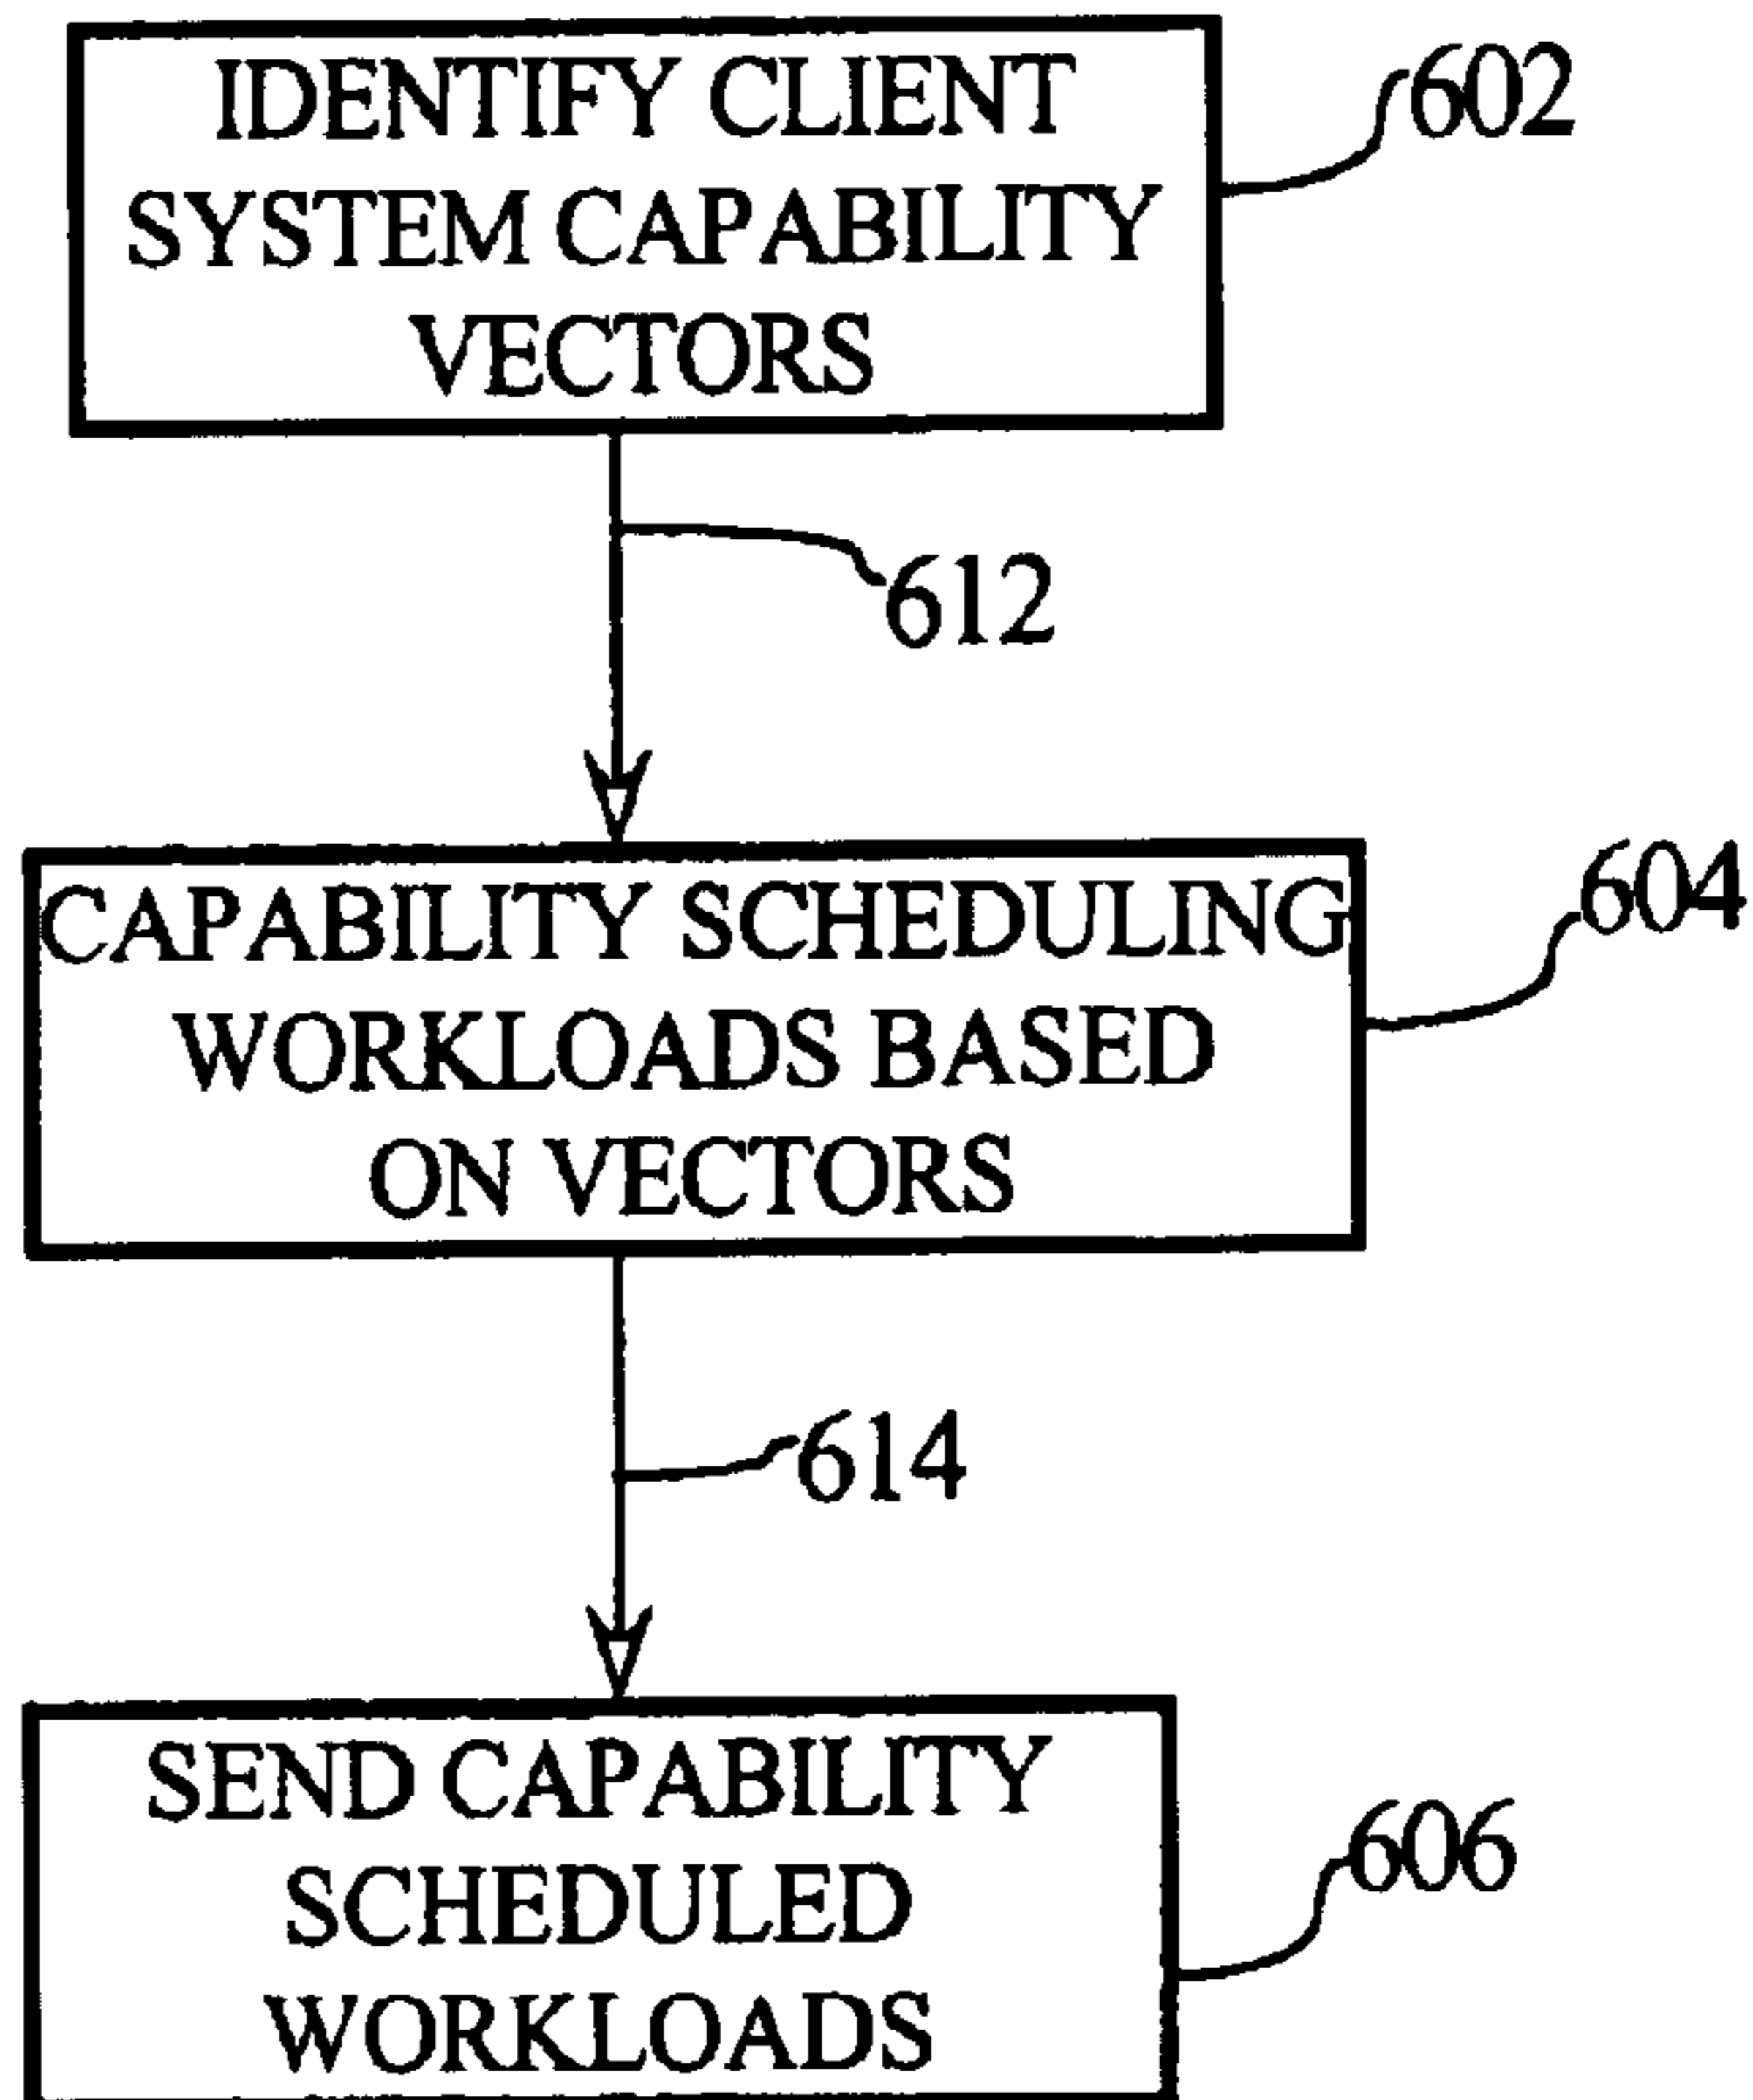 IDENTIFY CLIENT
SYSTEM CAPABILITY
VECTORS
602
612
CAPABILITY SCHEDULING
WORKLOADS BASED
ON VECTORS
604
614
SEND CAPABILITY
SCHEDULED
WORKLOADS
606